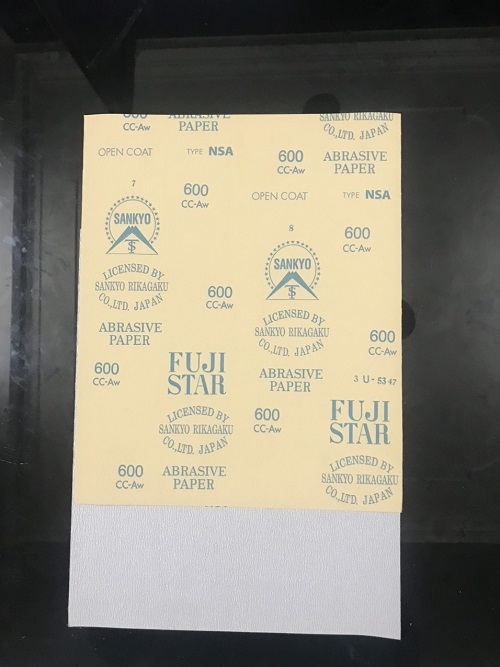 600
CC-Aw
ABRASIVE
PAPER
SANKYO RIKAGAKU
CO.,LTD. JAPAN
OPEN COAT
TYPE NSA
600
CC-Aw
ABRASIVE
PAPER
7
600
CC-Aw
OPEN COAT
TYPE NSA
SANKYO
8
600
CC-Aw
SANKYO
LICENSED BY
SANKYO RIKAGAKU
CO.,LTD. JAPAN
600
CC-Aw
LICENSED BY
SANKYO RIKAGAKU
CO.,LTD. JAPAN
ABRASIVE
PAPER
600
CC-Aw
600
CC-Aw
FUJI
STAR
ABRASIVE
PAPER
3 U-5347
LICENSED BY
SANKYO RIKAGAKU
CO.,LTD. JAPAN
600
CC-Aw
FUJI
STAR
600
CC-Aw
ABRASIVE
PAPER
LICENSED BY
SANKYO RIKAGAKU
CO.,LTD. JAPAN